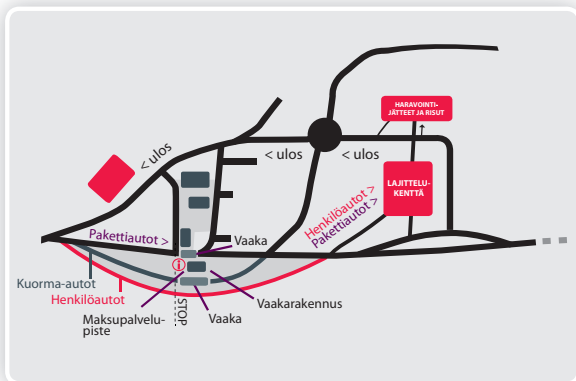 HARAVOINTI-
JÄTTEET JA RISUT
< ulos
< ulos
< ulos
LAJITTELU-
KENTTÄ
Henkilöautot >
Pakettiautot >
Pakettiautot >
Vaaka
i
Kuorma-autot
Henkilöautot
Vaakarakennus
Maksupalvelu-
piste
STOP
Vaaka